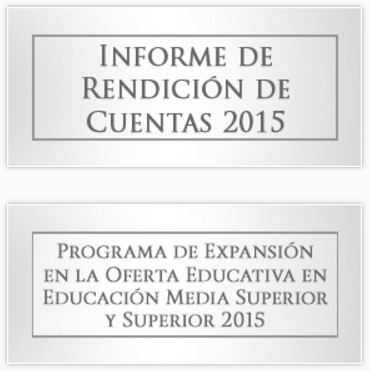 INFORME DE
RENDICIÓN DE
CUENTAS 2015
PROGRAMA DE EXPANSIÓN
EN LA OFERTA EDUCATIVA EN
EDUCACIÓN MEDIA SUPERIOR
Y SUPERIOR 2015